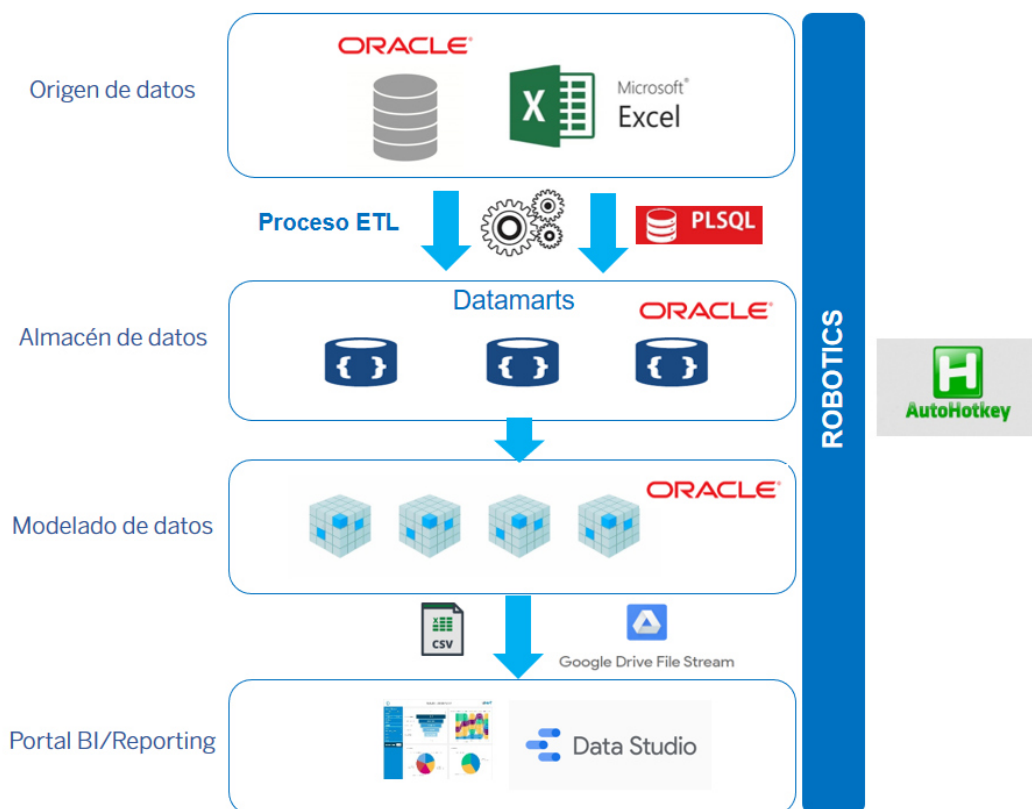 ORACLE®
Origen de datos
Microsoft®
Excel
X
Proceso ETL
PLSQL
Datamarts
ORACLE®
Almacén de datos
{ } { } { }
ROBOTICS
H
AutoHotkey
ORACLE®
Modelado de datos
CSV
Google Drive File Stream
Portal BI/Reporting
Data Studio